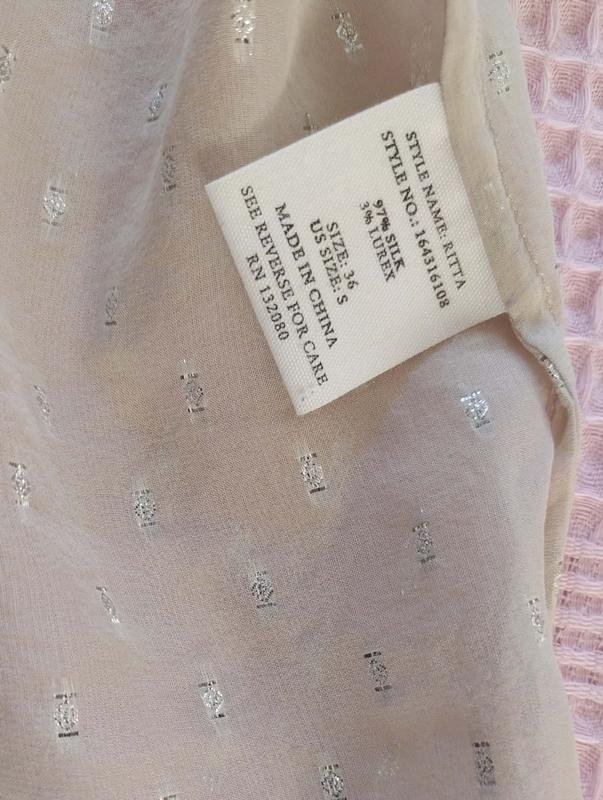 STYLE NAME: RITTA
STYLE NO.: 164316108
97% SILK
3% LUREX
SIZE: 36
US SIZE: S
MADE IN CHINA
SEE REVERSE FOR CARE
RN 132080